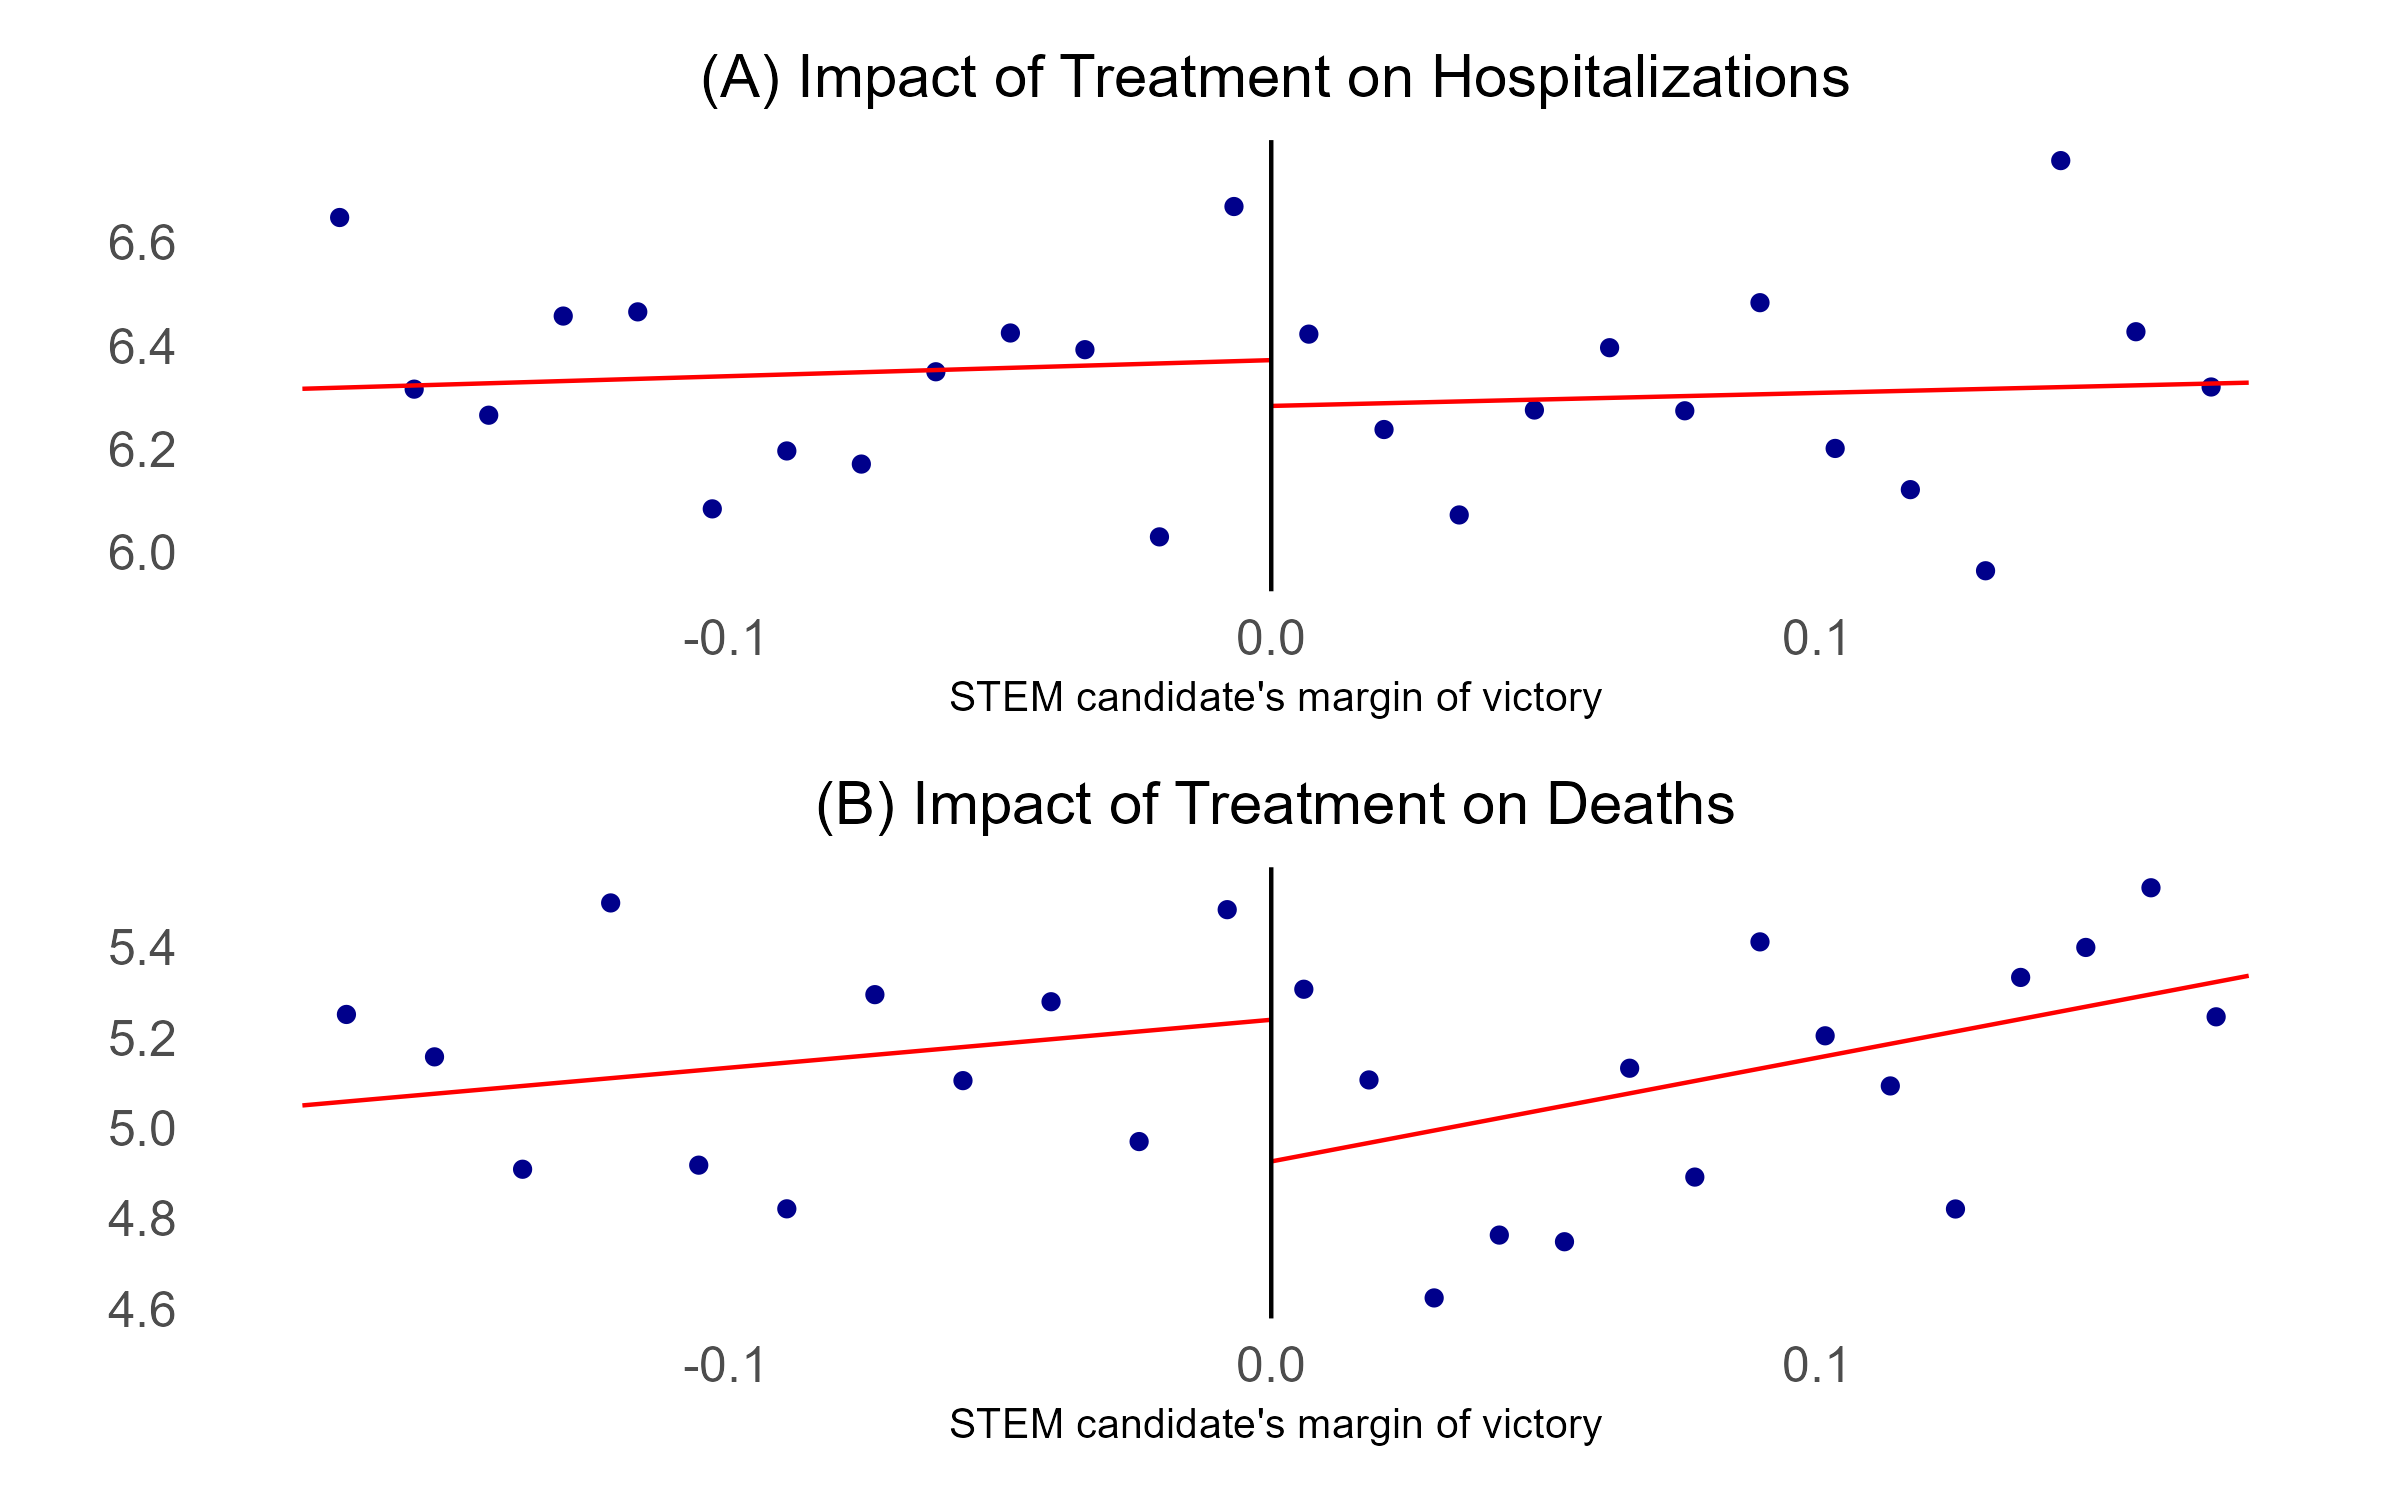 (A) Impact of Treatment on Hospitalizations
6.6
6.4
6.2
6.0
-0.1 0.0 0.1
STEM candidate's margin of victory
(B) Impact of Treatment on Deaths
5.4
5.2
5.0
4.8
4.6
-0.1 0.0 0.1
STEM candidate's margin of victory